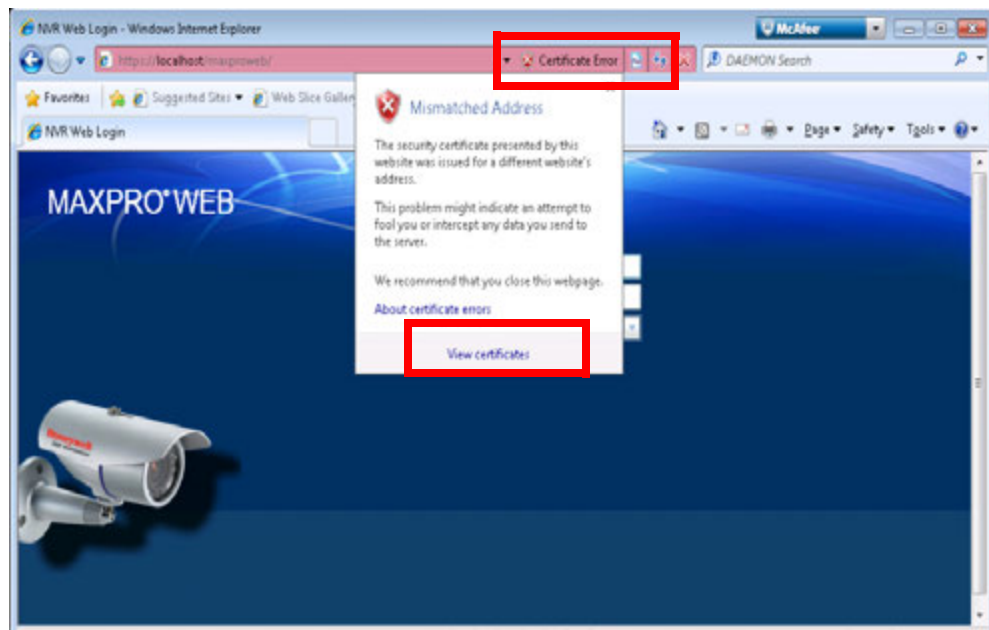 NVR Web Login - Windows Internet Explorer
McAfee
https://localhost/maxproweb/
Certificate Error
DAEMON Search
Favorites
Suggested Sites
Web Slice Gallery
NVR Web Login
Page
Safety
Tools
Mismatched Address
The security certificate presented by this
website was issued for a different website's
address.
This problem might indicate an attempt to
fool you or intercept any data you send to
the server.
We recommend that you close this webpage.
About certificate errors
View certificates
MAXPRO® WEB
Honeywell